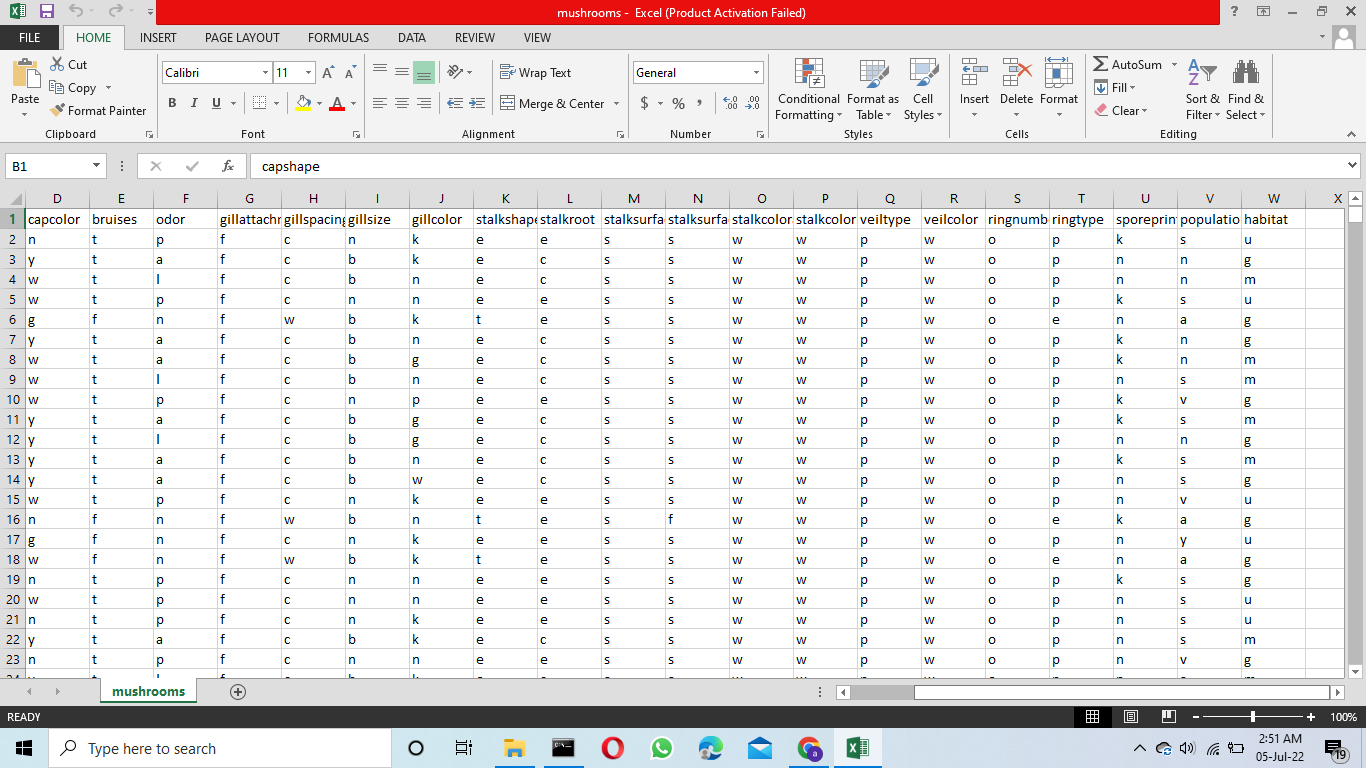 mushrooms - Excel (Product Activation Failed)
FILE HOME INSERT PAGE LAYOUT FORMULAS DATA REVIEW VIEW
Paste Cut Copy Format Painter
Calibri 11 Wrap Text General AutoSum
B I U Merge & Center $ % , Conditional Formatting Format as Table Cell Styles Insert Delete Format Fill Clear Sort & Filter Find & Select
Clipboard Font Alignment Number Styles Cells Editing
B1 fx capshape
D E F G H I J K L M N O P Q R S T U V W X
1 capcolor bruises odor gillattachr gillspacing gillsize gillcolor stalkshape stalkroot stalksurfa stalksurfa stalkcolor stalkcolor veiltype veilcolor ringnumb ringtype sporeprin populatio habitat
2 n t p f c n k e e s s w w p w o p k s u
3 y t a f c b k e c s s w w p w o p n n g
4 w t l f c b n e c s s w w p w o p n n m
5 w t p f c n n e e s s w w p w o p k s u
6 g f n f w b k t e s s w w p w o e n a g
7 y t a f c b n e c s s w w p w o p k n g
8 w t a f c b g e c s s w w p w o p k n m
9 w t l f c b n e c s s w w p w o p n s m
10 w t p f c n p e e s s w w p w o p k v g
11 y t a f c b g e c s s w w p w o p k s m
12 y t l f c b g e c s s w w p w o p n n g
13 y t a f c b n e c s s w w p w o p k s m
14 y t a f c b w e c s s w w p w o p n s g
15 w t p f c n k e e s s w w p w o p n v u
16 n f n f w b n t e s f w w p w o e k a g
17 g f n f c n k e e s s w w p w o p n y u
18 w f n f w b k t e s s w w p w o e n a g
19 n t p f c n n e e s s w w p w o p k s g
20 w t p f c n n e e s s w w p w o p n s u
21 n t p f c n k e e s s w w p w o p n s u
22 y t a f c b k e c s s w w p w o p n s m
23 n t p f c n n e e s s w w p w o p n v g
mushrooms
READY 100%
Type here to search
2:51 AM
05-Jul-22
19